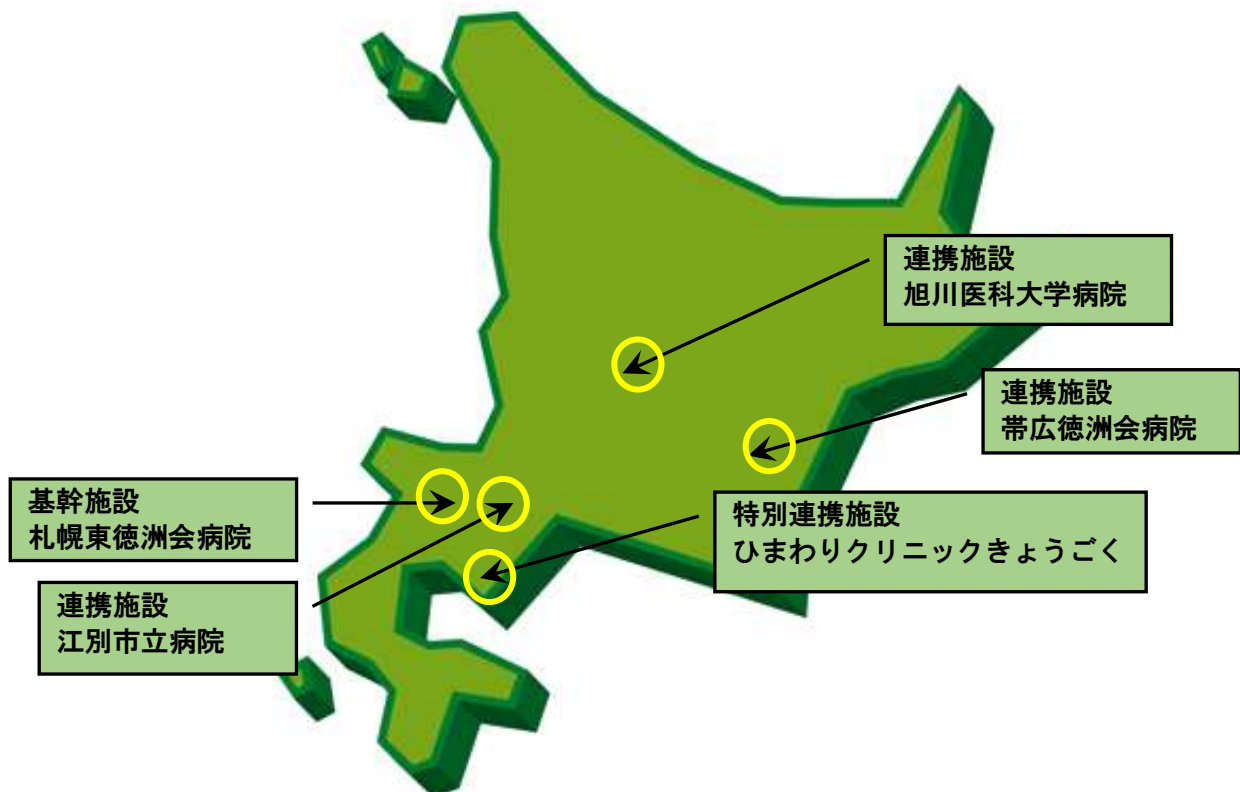 連携施設
旭川医科大学病院
連携施設
帯広徳洲会病院
基幹施設
札幌東徳洲会病院
特別連携施設
ひまわりクリニックきょうごく
連携施設
江別市立病院